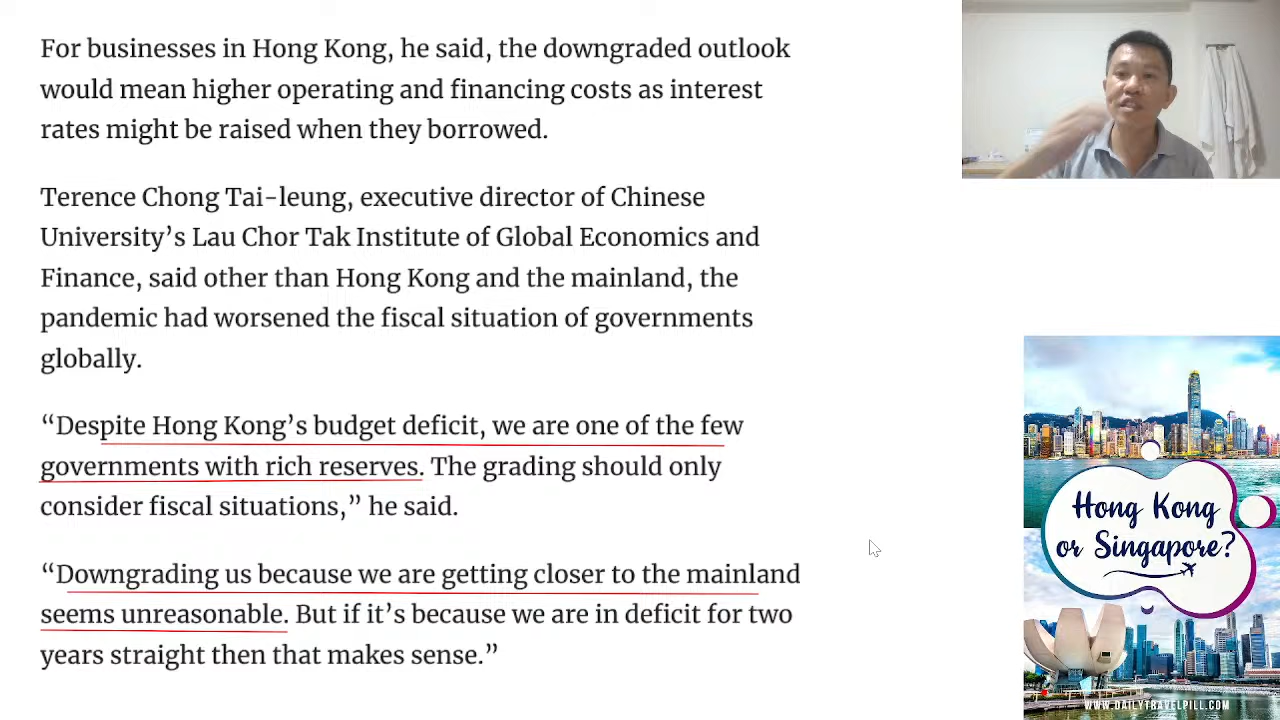 For businesses in Hong Kong, he said, the downgraded outlook
would mean higher operating and financing costs as interest
rates might be raised when they borrowed.
Terence Chong Tai-leung, executive director of Chinese
University’s Lau Chor Tak Institute of Global Economics and
Finance, said other than Hong Kong and the mainland, the
pandemic had worsened the fiscal situation of governments
globally.
“Despite Hong Kong’s budget deficit, we are one of the few
governments with rich reserves. The grading should only
consider fiscal situations,” he said.
“Downgrading us because we are getting closer to the mainland
seems unreasonable. But if it’s because we are in deficit for two
years straight then that makes sense.”
Hong Kong
or Singapore?
WWW.DAILYTRAVELPILL.COM